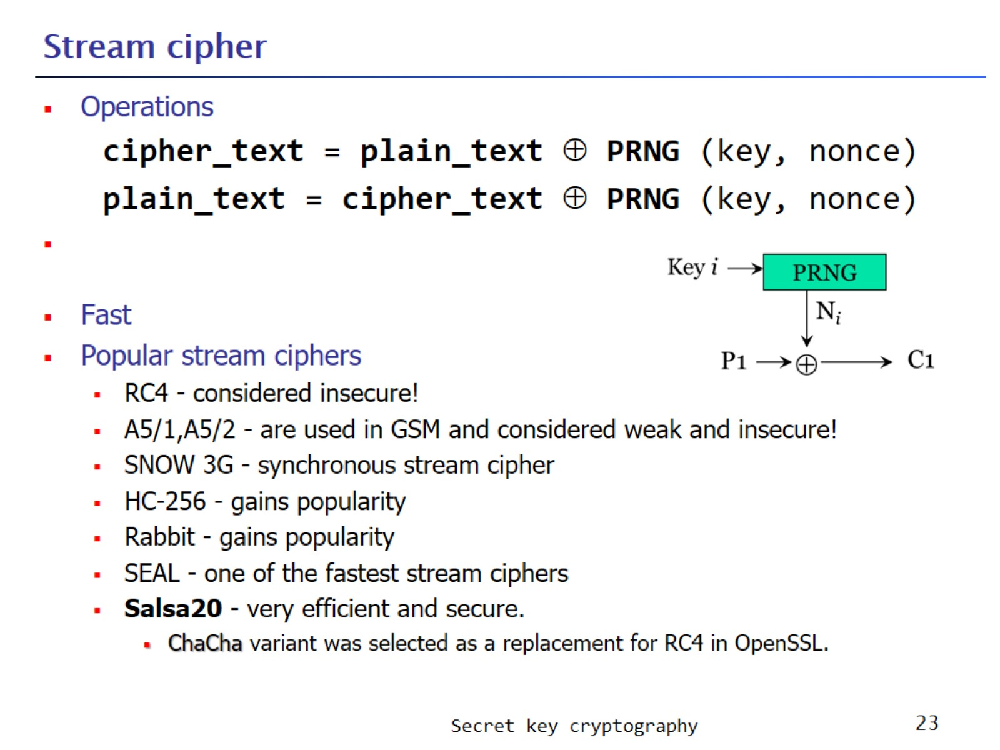 Stream cipher
Operations
cipher_text = plain_text ⊕ PRNG (key, nonce)
plain_text = cipher_text ⊕ PRNG (key, nonce)
Key i
PRNG
Nᵢ
P1
⊕
C1
Fast
Popular stream ciphers
RC4 - considered insecure!
A5/1,A5/2 - are used in GSM and considered weak and insecure!
SNOW 3G - synchronous stream cipher
HC-256 - gains popularity
Rabbit - gains popularity
SEAL - one of the fastest stream ciphers
Salsa20 - very efficient and secure.
ChaCha variant was selected as a replacement for RC4 in OpenSSL.
Secret key cryptography
23